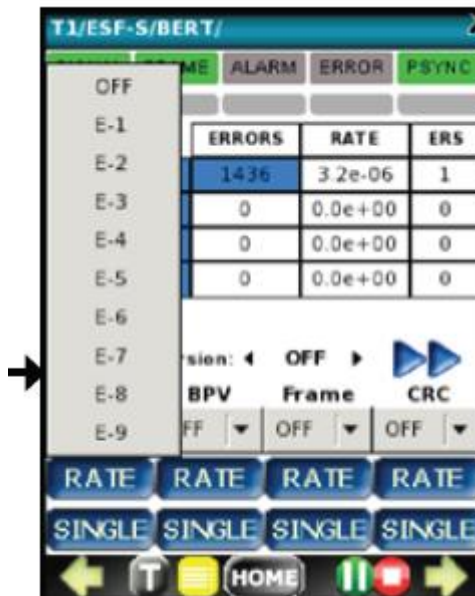 T1/ESF-S/BERT/
ALARM ERROR PSYNC
OFF
E-1
E-2
E-3
E-4
E-5
E-6
E-7
E-8
E-9
ERRORS RATE ERS
1436 3.2e-06 1
0 0.0e+00 0
0 0.0e+00 0
0 0.0e+00 0
sion: OFF
BPV Frame CRC
FF OFF OFF
RATE RATE RATE RATE
SINGLE SINGLE SINGLE SINGLE
T HOME